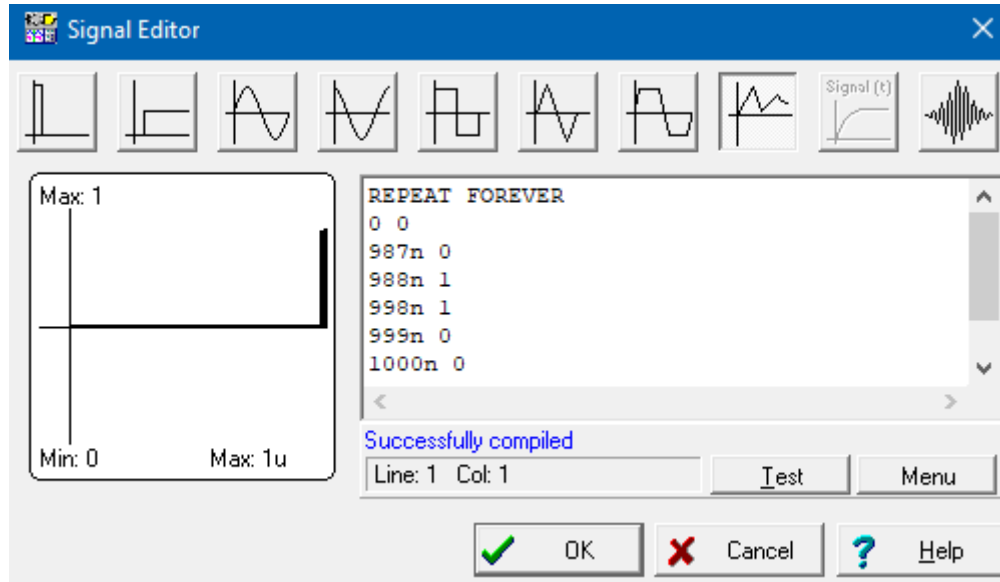 Signal Editor
Signal (t)
Max: 1
Min: 0 Max: 1u
REPEAT FOREVER
0 0
987n 0
988n 1
998n 1
999n 0
1000n 0
Successfully compiled
Line: 1 Col: 1
Test
Menu
OK
Cancel
Help